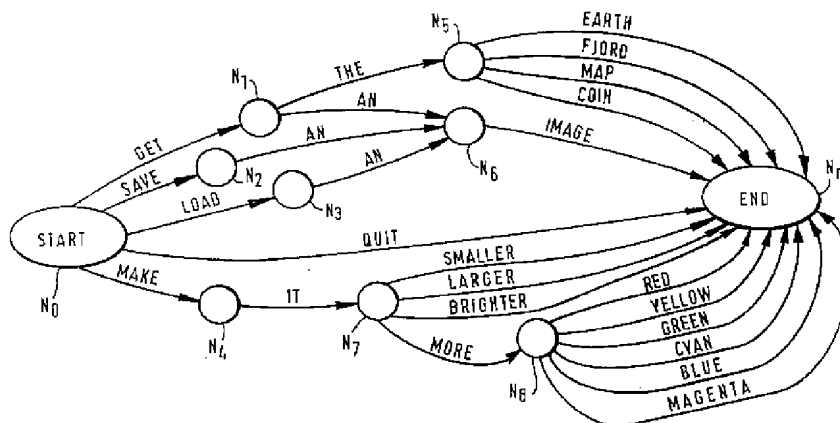 EARTH
N5
FJORD
THE
MAP
N1
COIN
AN
GET
AN
IMAGE
SAVE
N2
AN
N6
LOAD
N3
END
START
QUIT
N0
MAKE
SMALLER
IT
LARGER
BRIGHTER
RED
N4
N7
MORE
YELLOW
GREEN
CYAN
N8
BLUE
MAGENTA